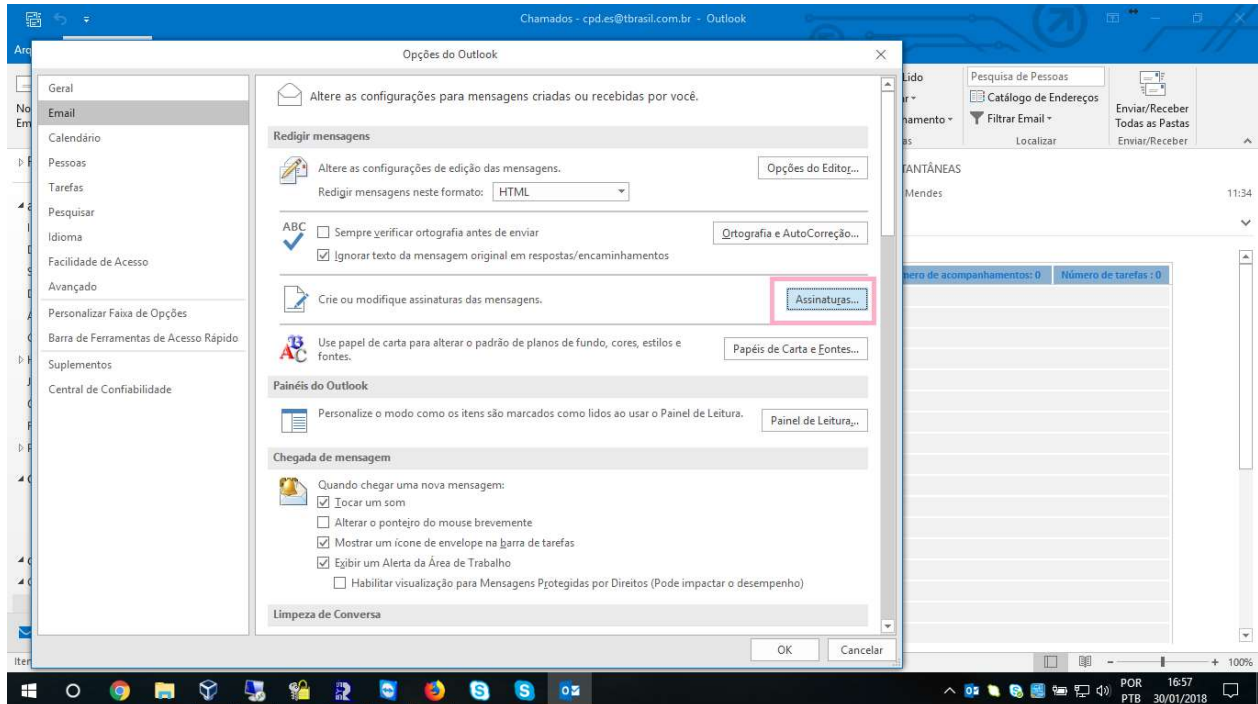 Chamados - cpd.es@tbrasil.com.br - Outlook
Arq
Opções do Outlook
Geral
Email
Calendário
Pessoas
Tarefas
Pesquisar
Idioma
Facilidade de Acesso
Avançado
Personalizar Faixa de Opções
Barra de Ferramentas de Acesso Rápido
Suplementos
Central de Confiabilidade
Altere as configurações para mensagens criadas ou recebidas por você.
Redigir mensagens
Altere as configurações de edição das mensagens.
Opções do Editor...
Redigir mensagens neste formato: HTML
ABC
Sempre verificar ortografia antes de enviar
Ortografia e AutoCorreção...
Ignorar texto da mensagem original em respostas/encaminhamentos
Crie ou modifique assinaturas das mensagens.
Assinaturas...
Use papel de carta para alterar o padrão de planos de fundo, cores, estilos e
fontes.
Papéis de Carta e Fontes...
Painéis do Outlook
Personalize o modo como os itens são marcados como lidos ao usar o Painel de Leitura.
Painel de Leitura...
Chegada de mensagem
Quando chegar uma nova mensagem:
Tocar um som
Alterar o ponteiro do mouse brevemente
Mostrar um ícone de envelope na barra de tarefas
Exibir um Alerta da Área de Trabalho
Habilitar visualização para Mensagens Protegidas por Direitos (Pode impactar o desempenho)
Limpeza de Conversa
OK
Cancelar
No
Em
Lido
Pesquisa de Pessoas
Catálogo de Endereços
Filtrar Email
Localizar
Enviar/Receber
Todas as Pastas
Enviar/Receber
TANTÂNEAS
Mendes
11:34
mero de acompanhamentos: 0
Número de tarefas : 0
Iter
100%
POR
PTB
16:57
30/01/2018